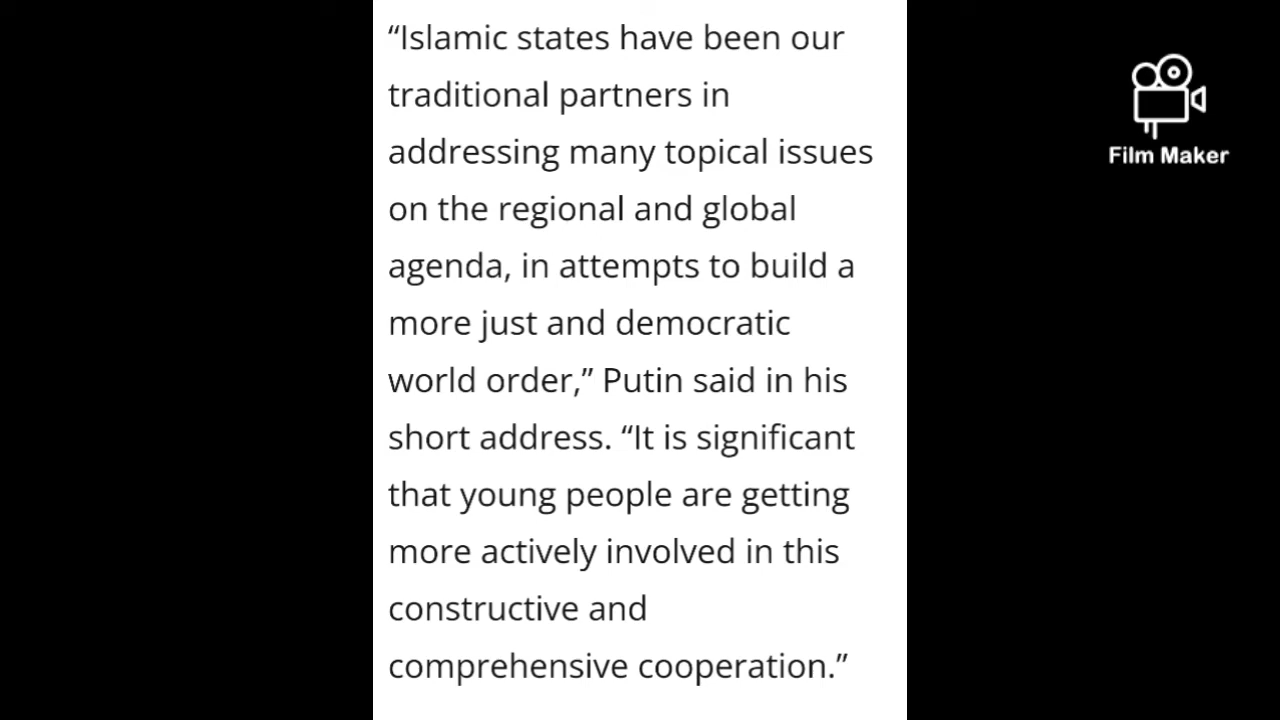 “Islamic states have been our
traditional partners in
addressing many topical issues
on the regional and global
agenda, in attempts to build a
more just and democratic
world order,” Putin said in his
short address. “It is significant
that young people are getting
more actively involved in this
constructive and
comprehensive cooperation.”
Film Maker